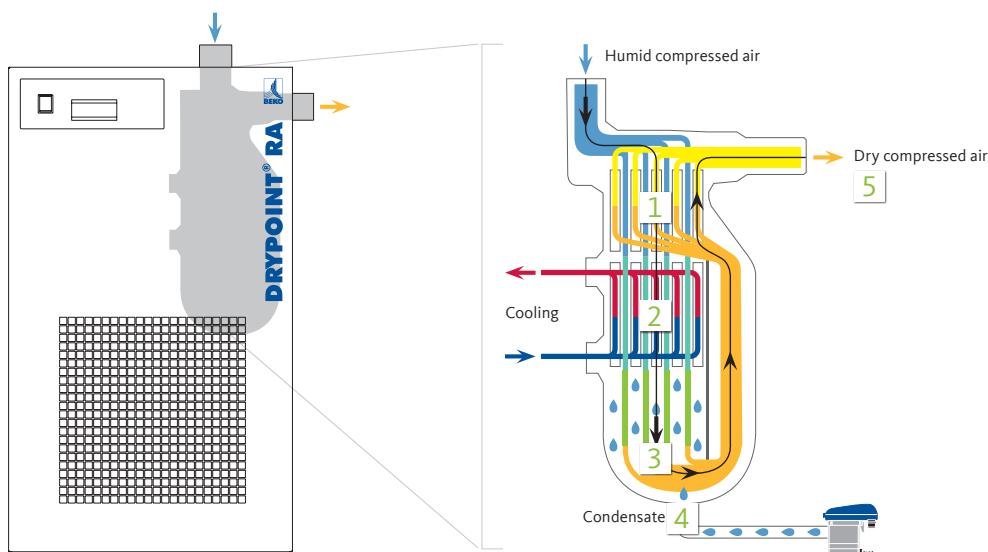 BEKO
DRYPOINT® RA
Humid compressed air
Dry compressed air
5
1
Cooling
2
3
Condensate 4